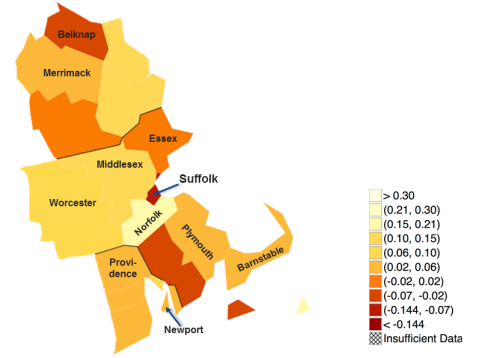 Belknap
Merrimack
Essex
Middlesex
Suffolk
Worcester
Norfolk
Plymouth
Barnstable
Provi-
dence
Newport
> 0.30
(0.21, 0.30)
(0.15, 0.21)
(0.10, 0.15)
(0.06, 0.10)
(0.02, 0.06)
(-0.02, 0.02)
(-0.07, -0.02)
(-0.144, -0.07)
< -0.144
Insufficient Data